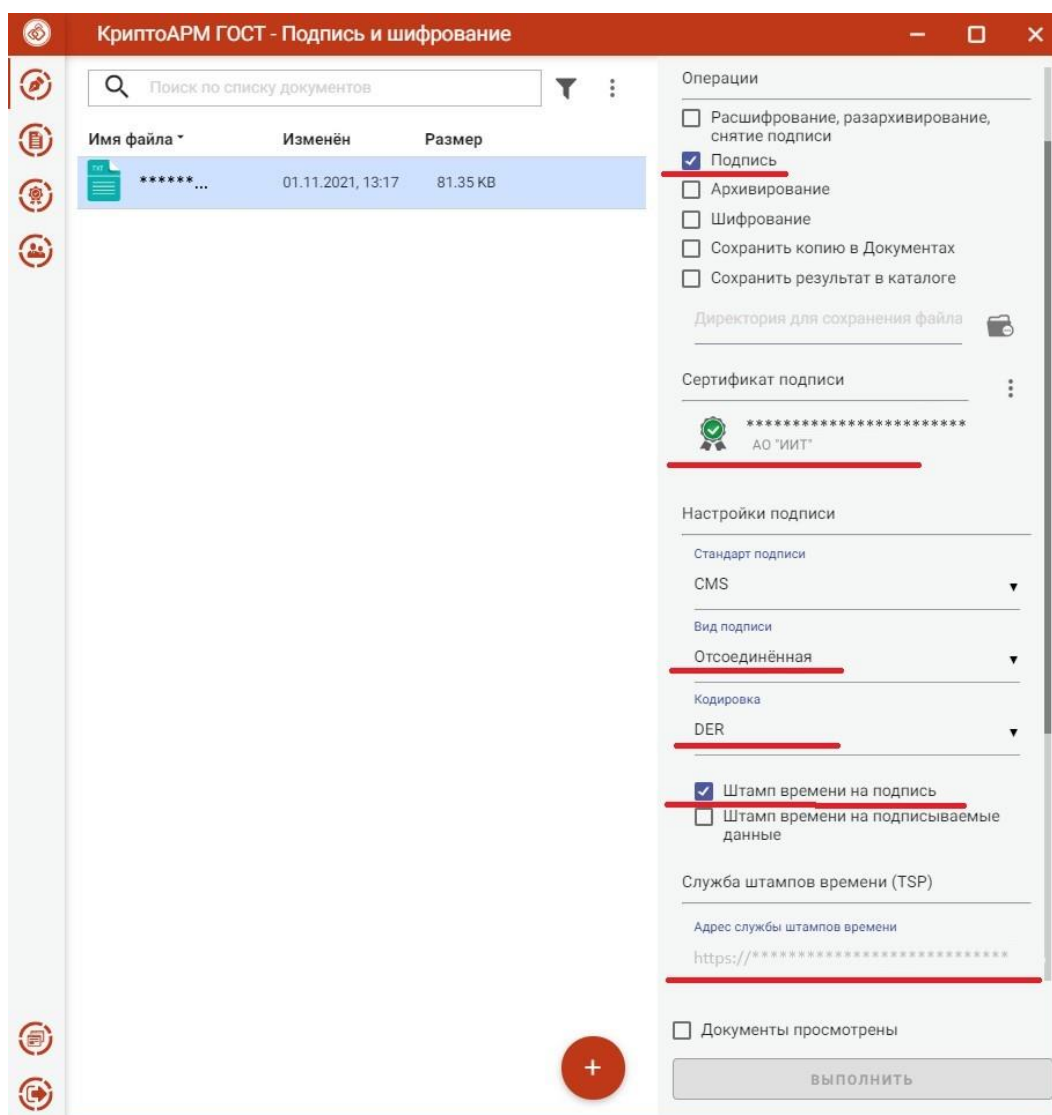 КриптоАРМ ГОСТ - Подпись и шифрование
Поиск по списку документов
Имя файла Изменён Размер
TXT
******... 01.11.2021, 13:17 81.35 KB
Операции
Расшифрование, разархивирование,
снятие подписи
Подпись
Архивирование
Шифрование
Сохранить копию в Документах
Сохранить результат в каталоге
Директория для сохранения файла
Сертификат подписи
************************
АО "ИИТ"
Настройки подписи
Стандарт подписи
CMS
Вид подписи
Отсоединённая
Кодировка
DER
Штамп времени на подпись
Штамп времени на подписываемые
данные
Служба штампов времени (TSP)
Адрес службы штампов времени
https://****************************
Документы просмотрены
ВЫПОЛНИТЬ